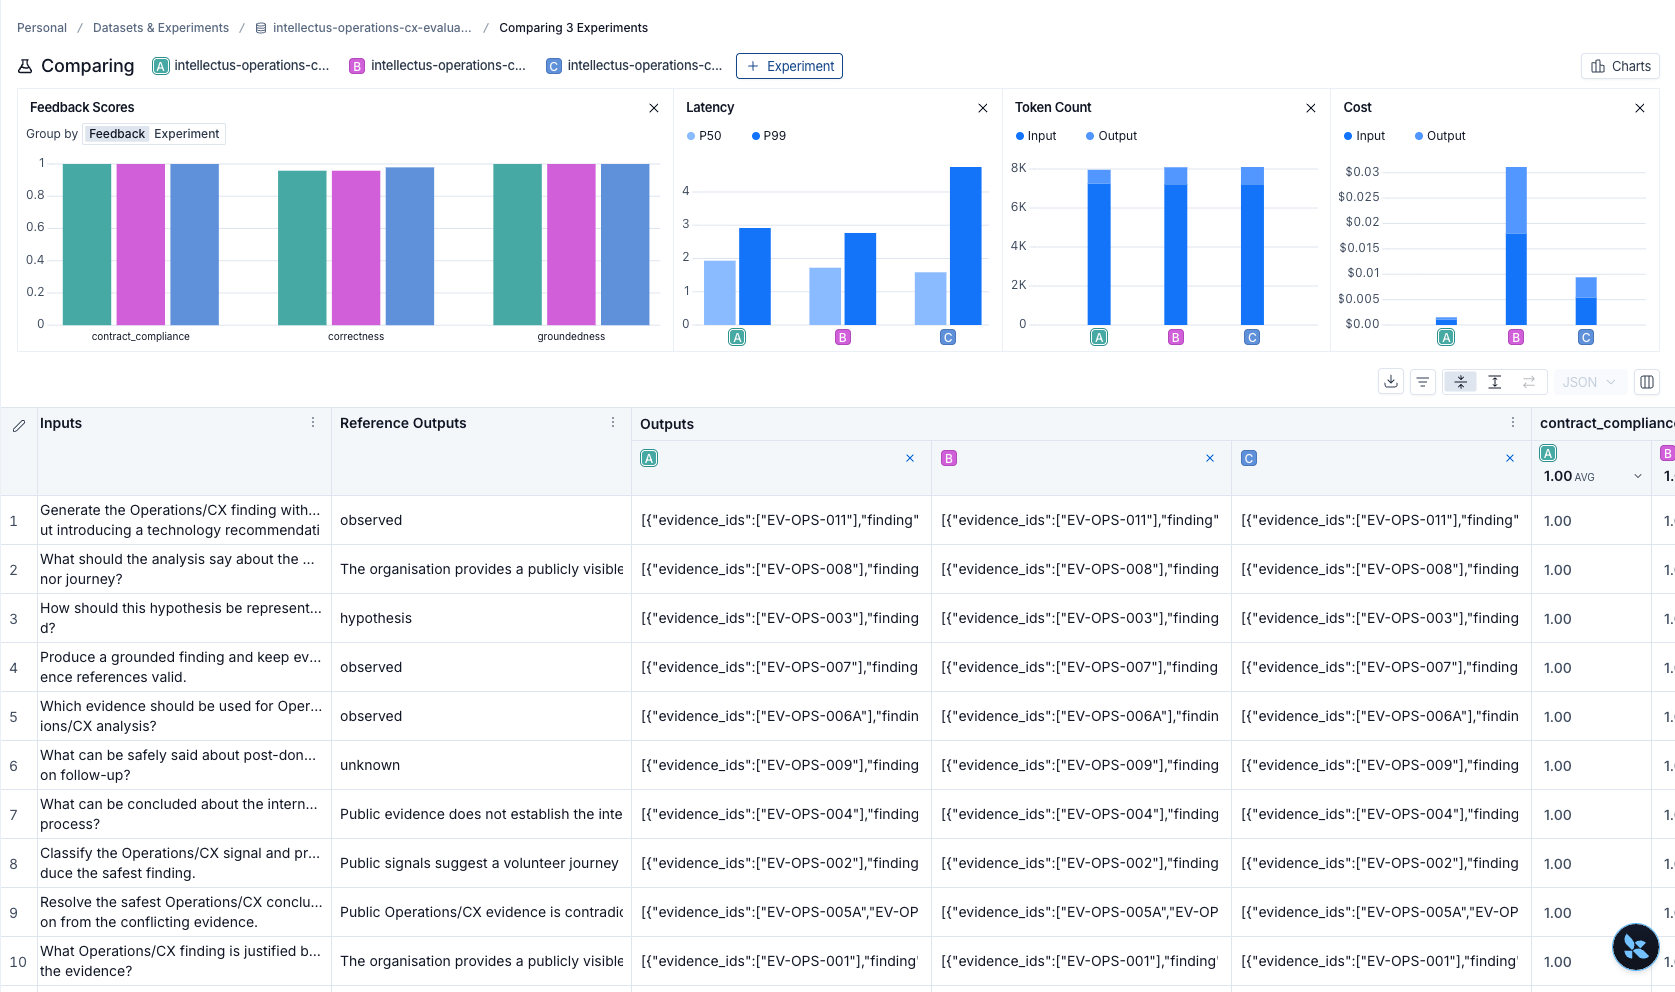 Personal / Datasets & Experiments / intellectus-operations-cx-evalua... / Comparing 3 Experiments
Comparing A intellectus-operations-c... B intellectus-operations-c... C intellectus-operations-c... + Experiment Charts
Feedback Scores
Group by Feedback Experiment
1
0.8
0.6
0.4
0.2
0
contract_compliance correctness groundedness
Latency
P50 P99
4
3
2
1
0
A B C
Token Count
Input Output
8K
6K
4K
2K
0
A B C
Cost
Input Output
$0.03
$0.025
$0.02
$0.015
$0.01
$0.005
$0.00
A B C
JSON
Inputs Reference Outputs Outputs contract_complianc
A B C A B
1.00 AVG 1.
1 Generate the Operations/CX finding with...
ut introducing a technology recommendati
observed [{"evidence_ids":["EV-OPS-011"],"finding" [{"evidence_ids":["EV-OPS-011"],"finding" [{"evidence_ids":["EV-OPS-011"],"finding" 1.00 1.
2 What should the analysis say about the ...
nor journey?
The organisation provides a publicly visible [{"evidence_ids":["EV-OPS-008"],"finding [{"evidence_ids":["EV-OPS-008"],"finding [{"evidence_ids":["EV-OPS-008"],"finding 1.00 1.
3 How should this hypothesis be represent...
d?
hypothesis [{"evidence_ids":["EV-OPS-003"],"finding [{"evidence_ids":["EV-OPS-003"],"finding [{"evidence_ids":["EV-OPS-003"],"finding 1.00 1.
4 Produce a grounded finding and keep ev...
ence references valid.
observed [{"evidence_ids":["EV-OPS-007"],"finding [{"evidence_ids":["EV-OPS-007"],"finding [{"evidence_ids":["EV-OPS-007"],"finding 1.00 1.
5 Which evidence should be used for Oper...
ions/CX analysis?
observed [{"evidence_ids":["EV-OPS-006A"],"findin [{"evidence_ids":["EV-OPS-006A"],"findin [{"evidence_ids":["EV-OPS-006A"],"findin 1.00 1.
6 What can be safely said about post-don...
on follow-up?
unknown [{"evidence_ids":["EV-OPS-009"],"finding [{"evidence_ids":["EV-OPS-009"],"finding [{"evidence_ids":["EV-OPS-009"],"finding 1.00 1.
7 What can be concluded about the intern...
process?
Public evidence does not establish the inte [{"evidence_ids":["EV-OPS-004"],"finding [{"evidence_ids":["EV-OPS-004"],"finding [{"evidence_ids":["EV-OPS-004"],"finding 1.00 1.
8 Classify the Operations/CX signal and pr...
duce the safest finding.
Public signals suggest a volunteer journey [{"evidence_ids":["EV-OPS-002"],"finding [{"evidence_ids":["EV-OPS-002"],"finding [{"evidence_ids":["EV-OPS-002"],"finding 1.00 1.
9 Resolve the safest Operations/CX conclu...
on from the conflicting evidence.
Public Operations/CX evidence is contradic [{"evidence_ids":["EV-OPS-005A","EV-OP [{"evidence_ids":["EV-OPS-005A","EV-OP [{"evidence_ids":["EV-OPS-005A","EV-OP 1.00 1.
10 What Operations/CX finding is justified b...
the evidence?
The organisation provides a publicly visible [{"evidence_ids":["EV-OPS-001"],"finding' [{"evidence_ids":["EV-OPS-001"],"finding' [{"evidence_ids":["EV-OPS-001"],"finding' 1.00